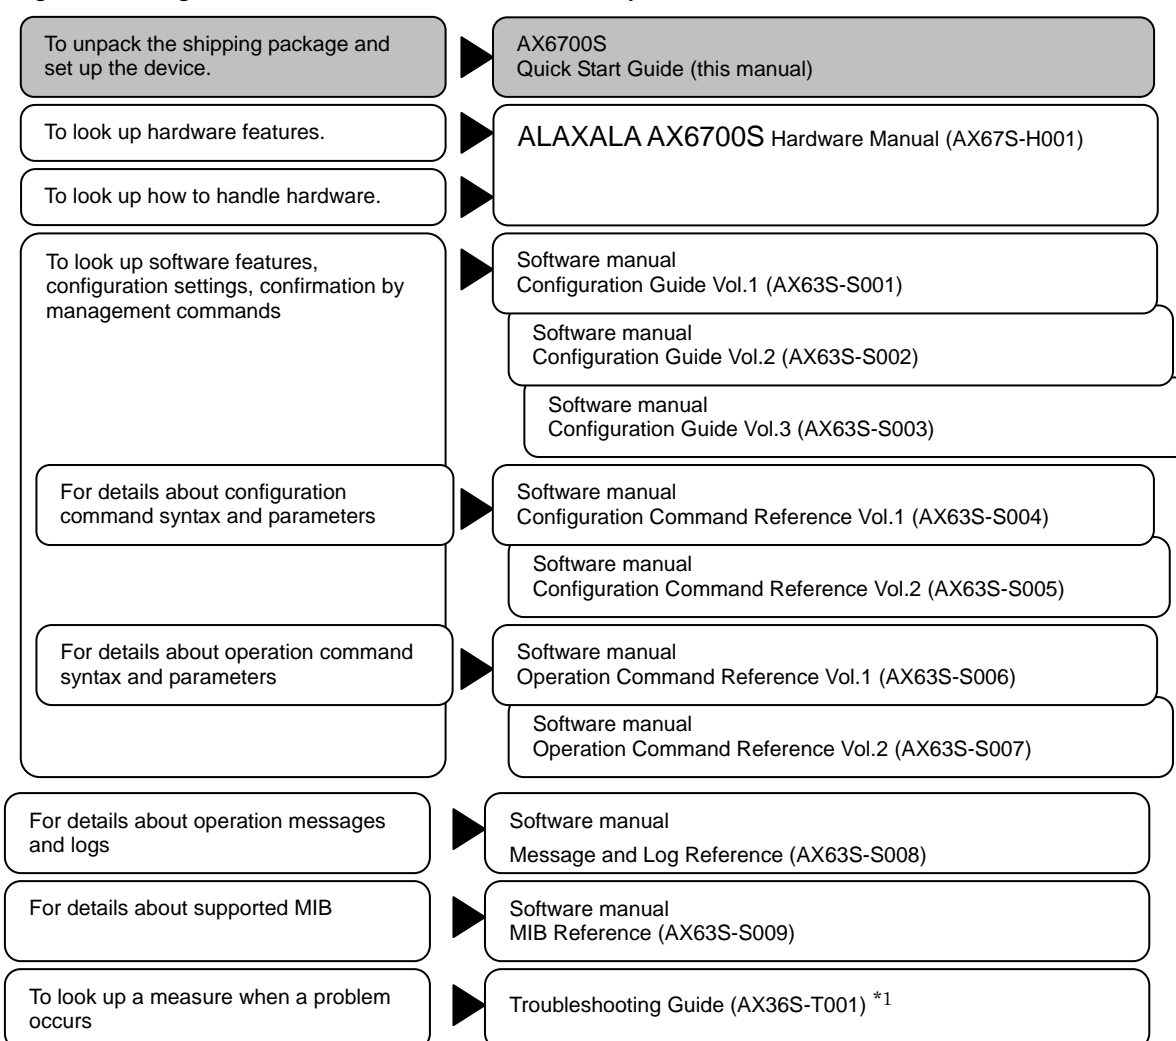 To unpack the shipping package and
set up the device.
AX6700S
Quick Start Guide (this manual)
To look up hardware features.
ALAXALA AX6700S Hardware Manual (AX67S-H001)
To look up how to handle hardware.
To look up software features,
configuration settings, confirmation by
management commands
Software manual
Configuration Guide Vol.1 (AX63S-S001)
Software manual
Configuration Guide Vol.2 (AX63S-S002)
Software manual
Configuration Guide Vol.3 (AX63S-S003)
For details about configuration
command syntax and parameters
Software manual
Configuration Command Reference Vol.1 (AX63S-S004)
Software manual
Configuration Command Reference Vol.2 (AX63S-S005)
For details about operation command
syntax and parameters
Software manual
Operation Command Reference Vol.1 (AX63S-S006)
Software manual
Operation Command Reference Vol.2 (AX63S-S007)
For details about operation messages
and logs
Software manual
Message and Log Reference (AX63S-S008)
For details about supported MIB
Software manual
MIB Reference (AX63S-S009)
To look up a measure when a problem
occurs
Troubleshooting Guide (AX36S-T001) *1